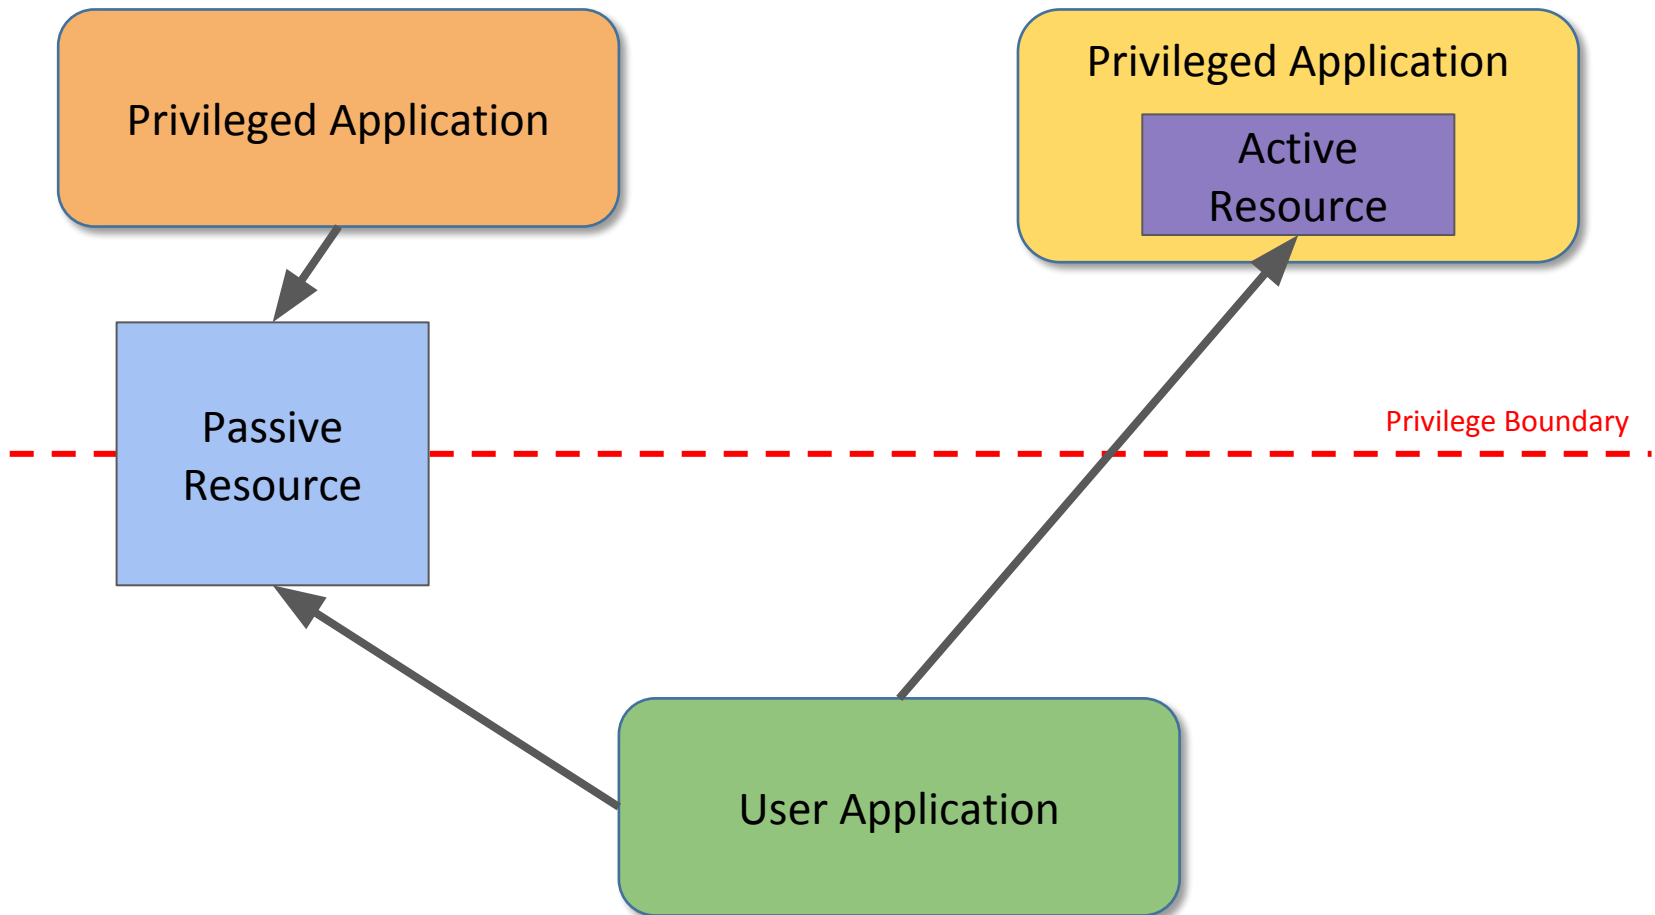 Privileged Application
Privileged Application
Active
Resource
Passive
Resource
Privilege Boundary
User Application